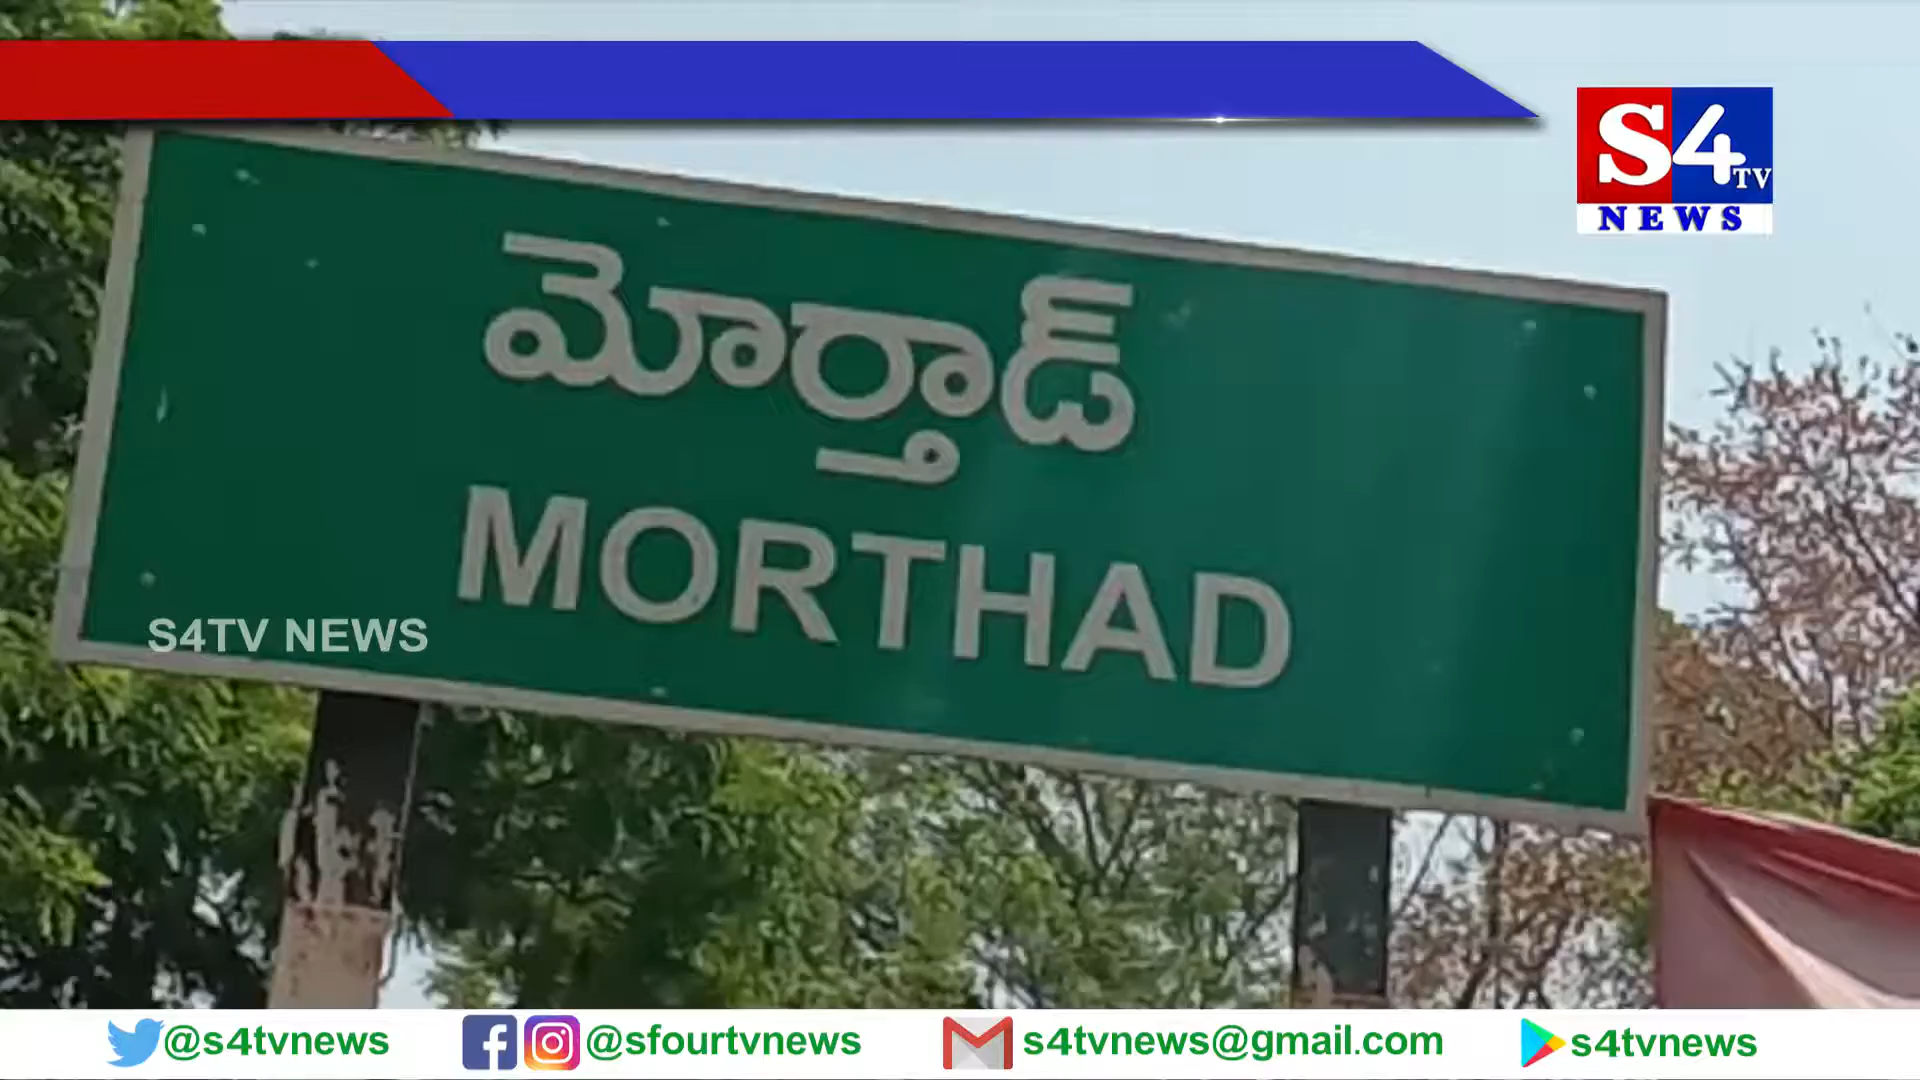 S4
TV
NEWS
మోర్తాడ్
MORTHAD
S4TV NEWS
@s4tvnews
@sfourtvnews
s4tvnews@gmail.com
s4tvnews